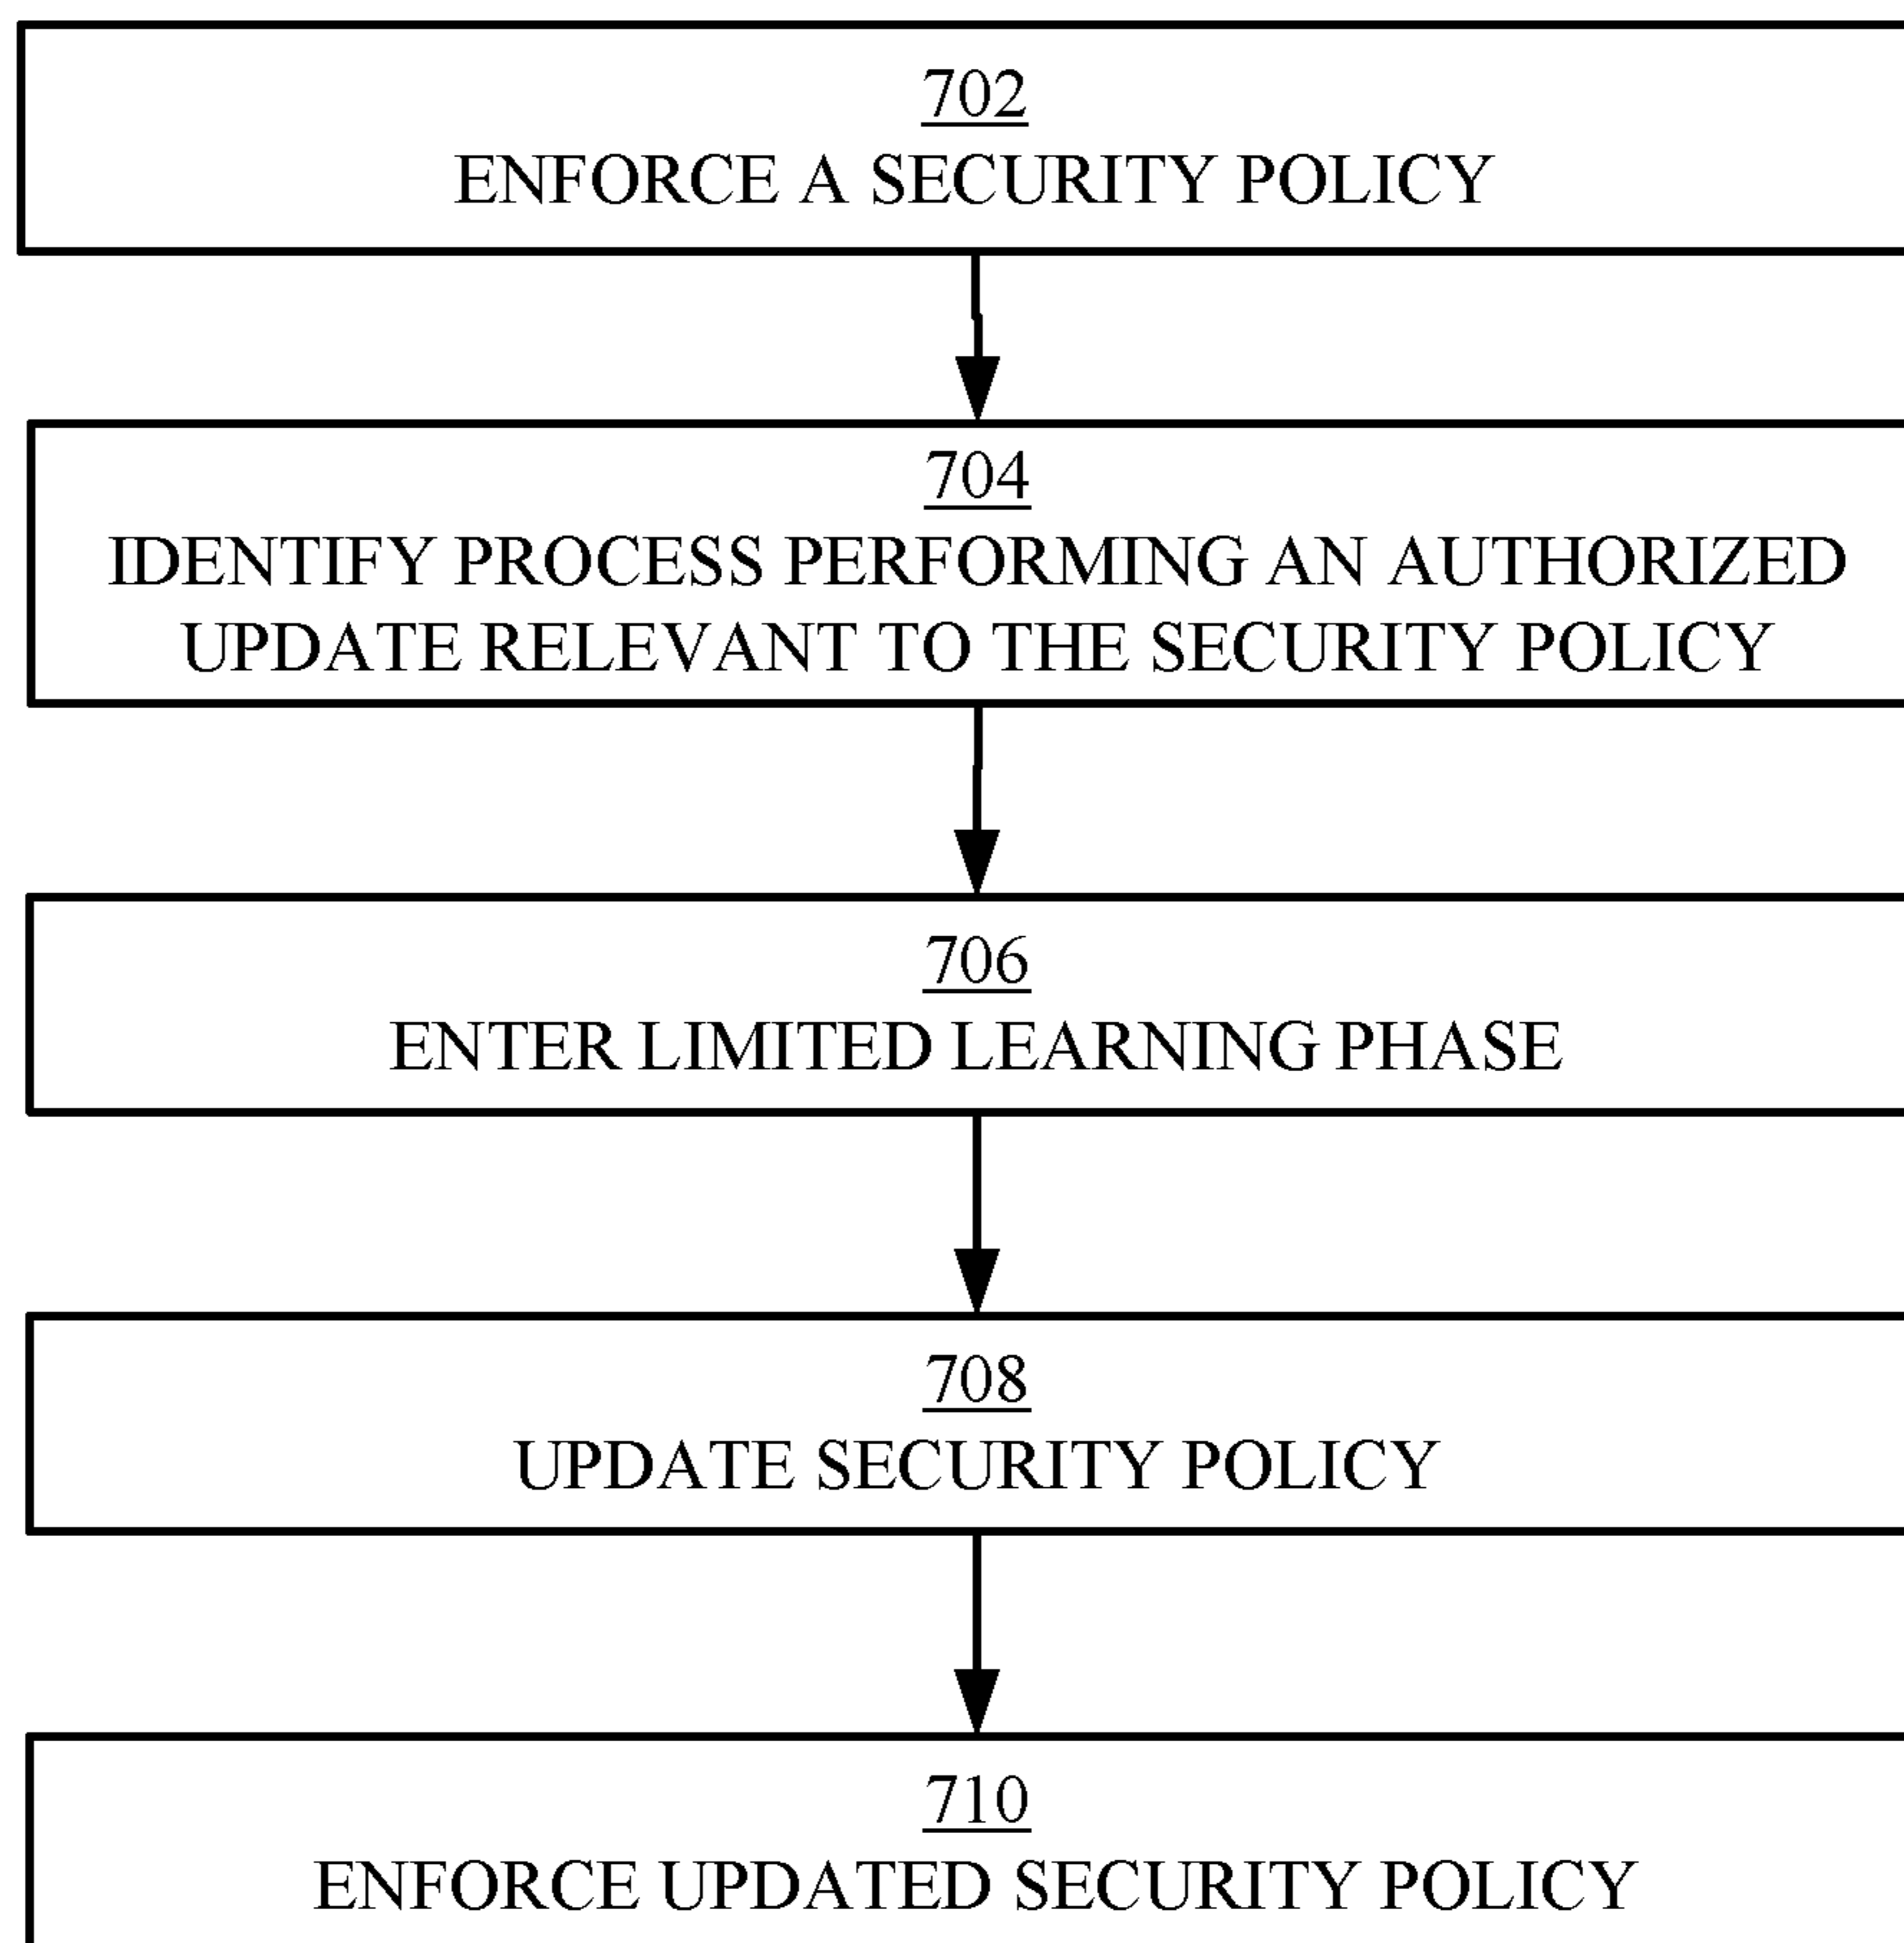 702
ENFORCE A SECURITY POLICY
704
IDENTIFY PROCESS PERFORMING AN AUTHORIZED
UPDATE RELEVANT TO THE SECURITY POLICY
706
ENTER LIMITED LEARNING PHASE
708
UPDATE SECURITY POLICY
710
ENFORCE UPDATED SECURITY POLICY